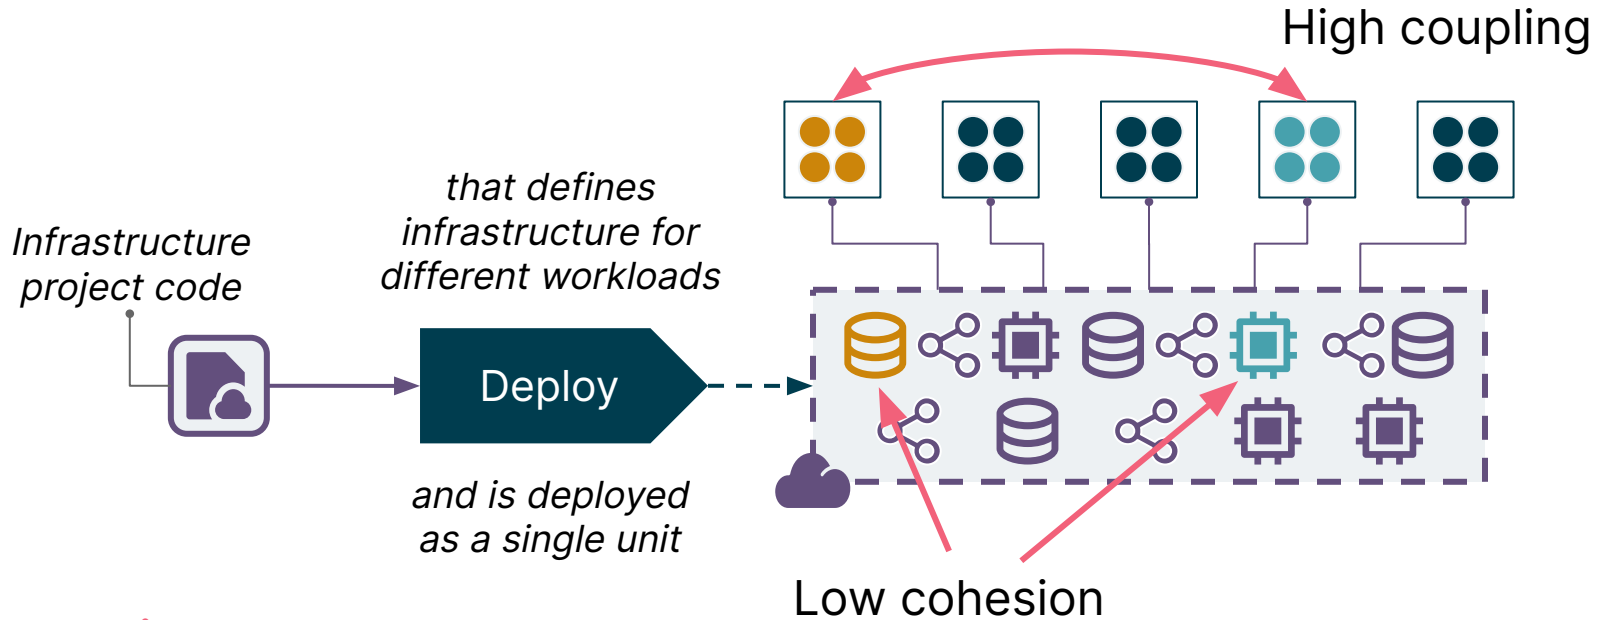 High coupling
that defines
infrastructure for
different workloads
Infrastructure
project code
Deploy
and is deployed
as a single unit
Low cohesion